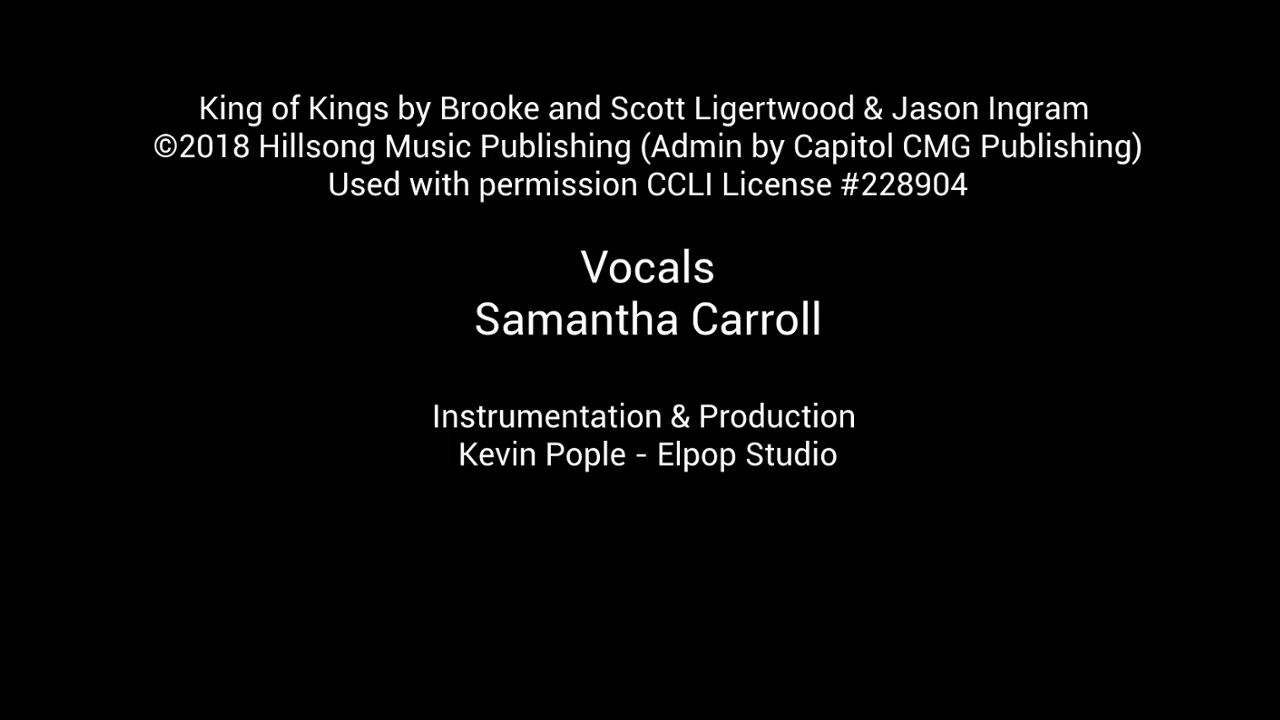 King of Kings by Brooke and Scott Ligertwood & Jason Ingram
©2018 Hillsong Music Publishing (Admin by Capitol CMG Publishing)
Used with permission CCLI License #228904
Vocals
Samantha Carroll
Instrumentation & Production
Kevin Pople - Elpop Studio